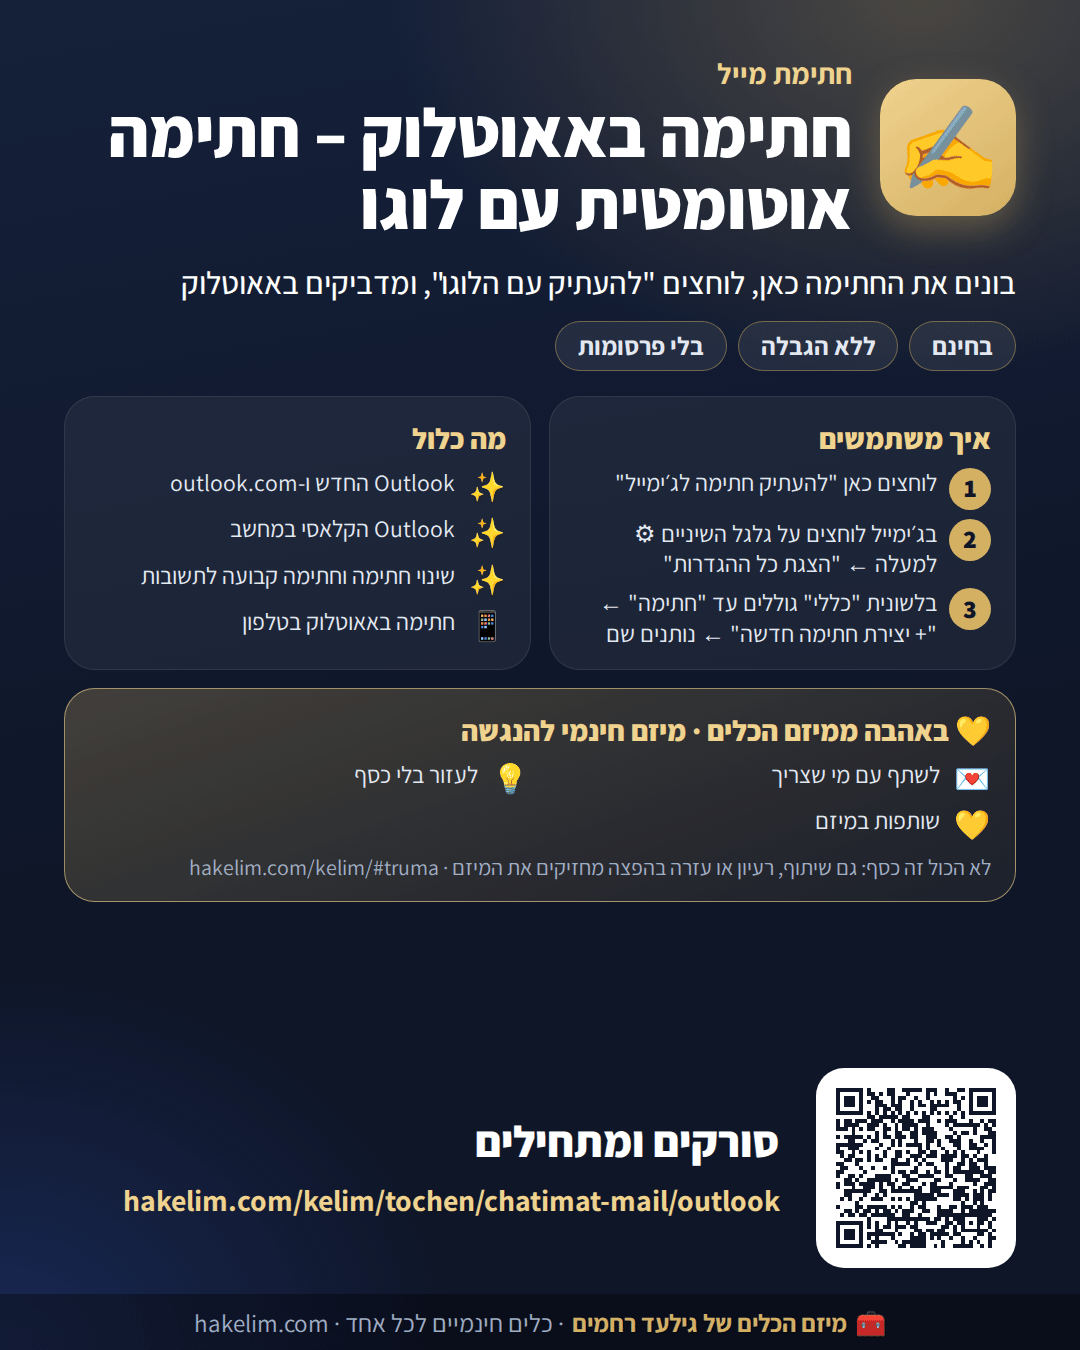 חתימת מייל
חתימה באאוטלוק – חתימה
אוטומטית עם לוגו
בונים את החתימה כאן, לוחצים "להעתיק עם הלוגו", ומדביקים באאוטלוק
בחינם
ללא הגבלה
בלי פרסומות
איך משתמשים
1 לוחצים כאן "להעתיק חתימה לג׳ימייל"
2 בג׳ימייל לוחצים על גלגל השיניים ⚙
למעלה ← "הצגת כל ההגדרות"
3 בלשונית "כללי" גוללים עד "חתימה" ←
"+ יצירת חתימה חדשה" ← נותנים שם
מה כלול
✨ Outlook החדש ו-outlook.com
✨ Outlook הקלאסי במחשב
✨ שינוי חתימה וחתימה קבועה לתשובות
📱 חתימה באאוטלוק בטלפון
💛 באהבה ממיזם הכלים · מיזם חינמי להנגשה
💌 לשתף עם מי שצריך
💡 לעזור בלי כסף
💛 שותפות במיזם
לא הכול זה כסף: גם שיתוף, רעיון או עזרה בהפצה מחזיקים את המיזם · hakelim.com/kelim/#truma
סורקים ומתחילים
hakelim.com/kelim/tochen/chatimat-mail/outlook
🧰 מיזם הכלים של גילעד רחמים · כלים חינמיים לכל אחד · hakelim.com